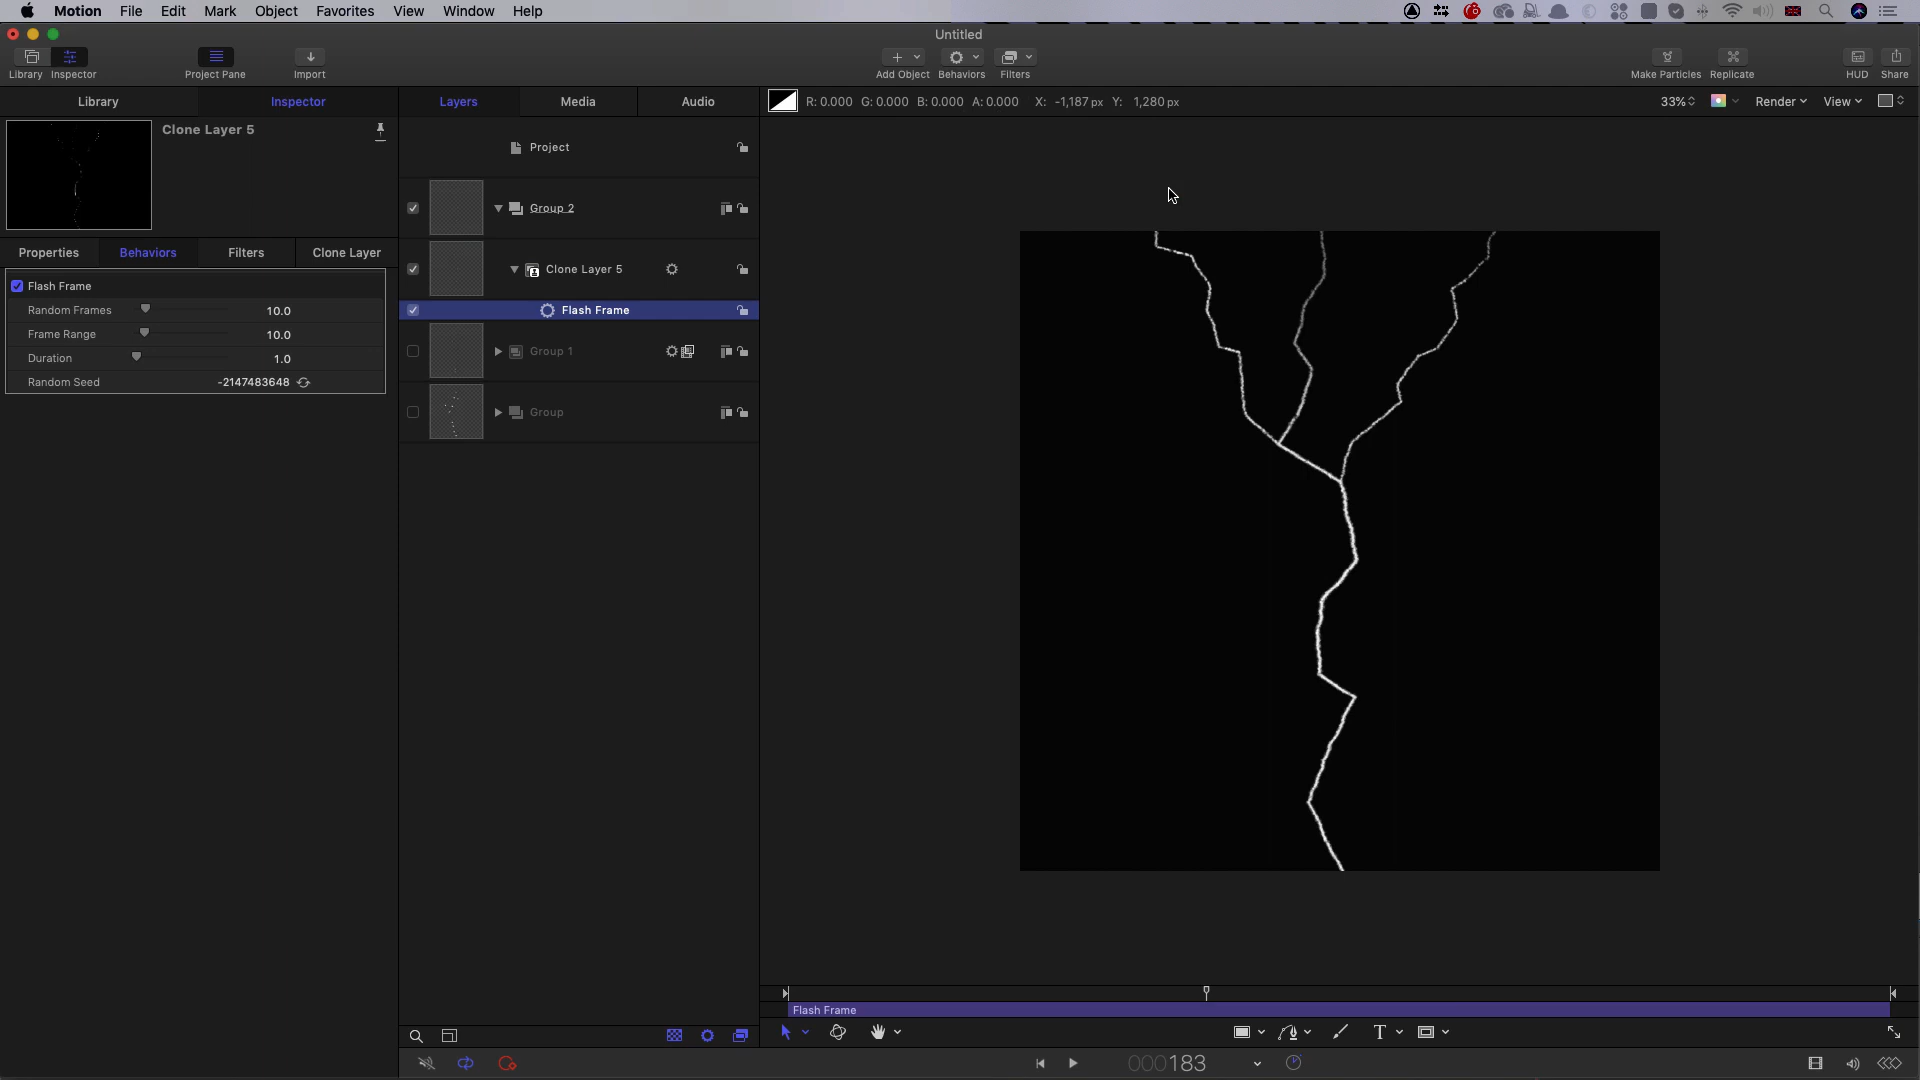 Motion File Edit Mark Object Favorites View Window Help
Untitled
Library Inspector Project Pane Import Add Object Behaviors Filters Make Particles Replicate HUD Share
Library Inspector Layers Media Audio R: 0.000 G: 0.000 B: 0.000 A: 0.000 X: -1,187 px Y: 1,280 px 33% Render View
Clone Layer 5
Project
Group 2
Properties Behaviors Filters Clone Layer
Clone Layer 5
Flash Frame
Random Frames 10.0
Flash Frame
Frame Range 10.0
Duration 1.0
Group 1
Random Seed -2147483648
Group
Flash Frame
T
000183